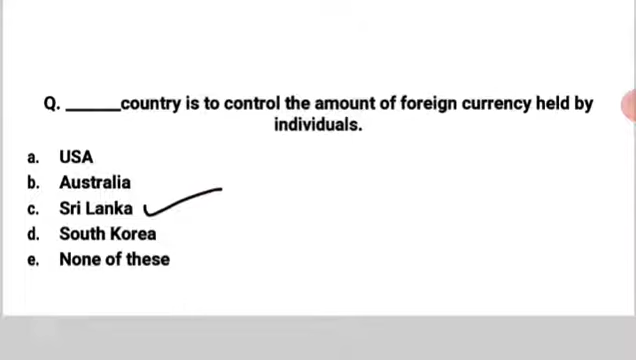 Q. ______country is to control the amount of foreign currency held by
individuals.
a. USA
b. Australia
c. Sri Lanka
d. South Korea
e. None of these